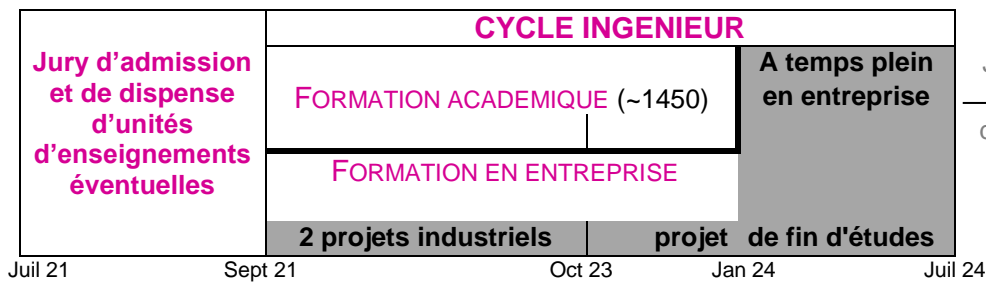 CYCLE INGENIEUR
Jury d’admission
et de dispense
d’unités
d’enseignements
éventuelles
FORMATION ACADEMIQUE (~1450)
A temps plein
en entreprise
FORMATION EN ENTREPRISE
2 projets industriels
projet de fin d'études
Juil 21
Sept 21
Oct 23
Jan 24
Juil 24